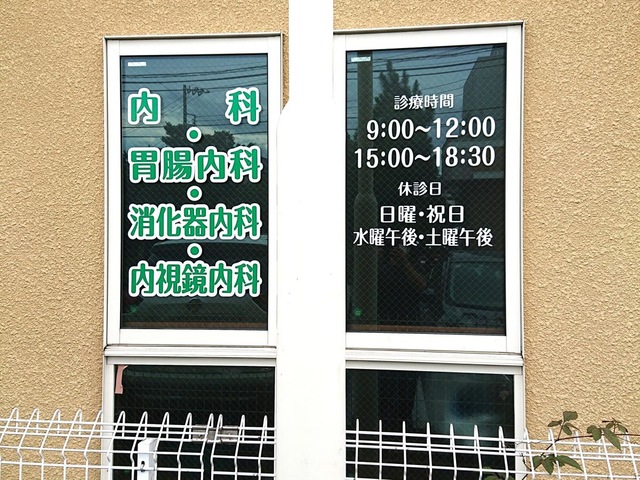 内 科
・
胃腸内科
・
消化器内科
・
内視鏡内科
診療時間
9:00～12:00
15:00～18:30
休診日
日曜・祝日
水曜午後・土曜午後